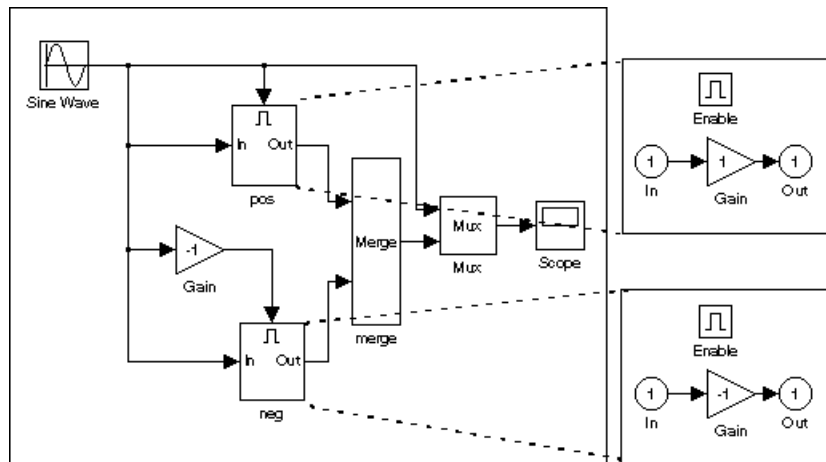 Sine Wave
In
Out
pos
-1
Gain
In
Out
neg
Merge
merge
Mux
Mux
Scope
Enable
1
In
1
Gain
1
Out
Enable
1
In
-1
Gain
1
Out